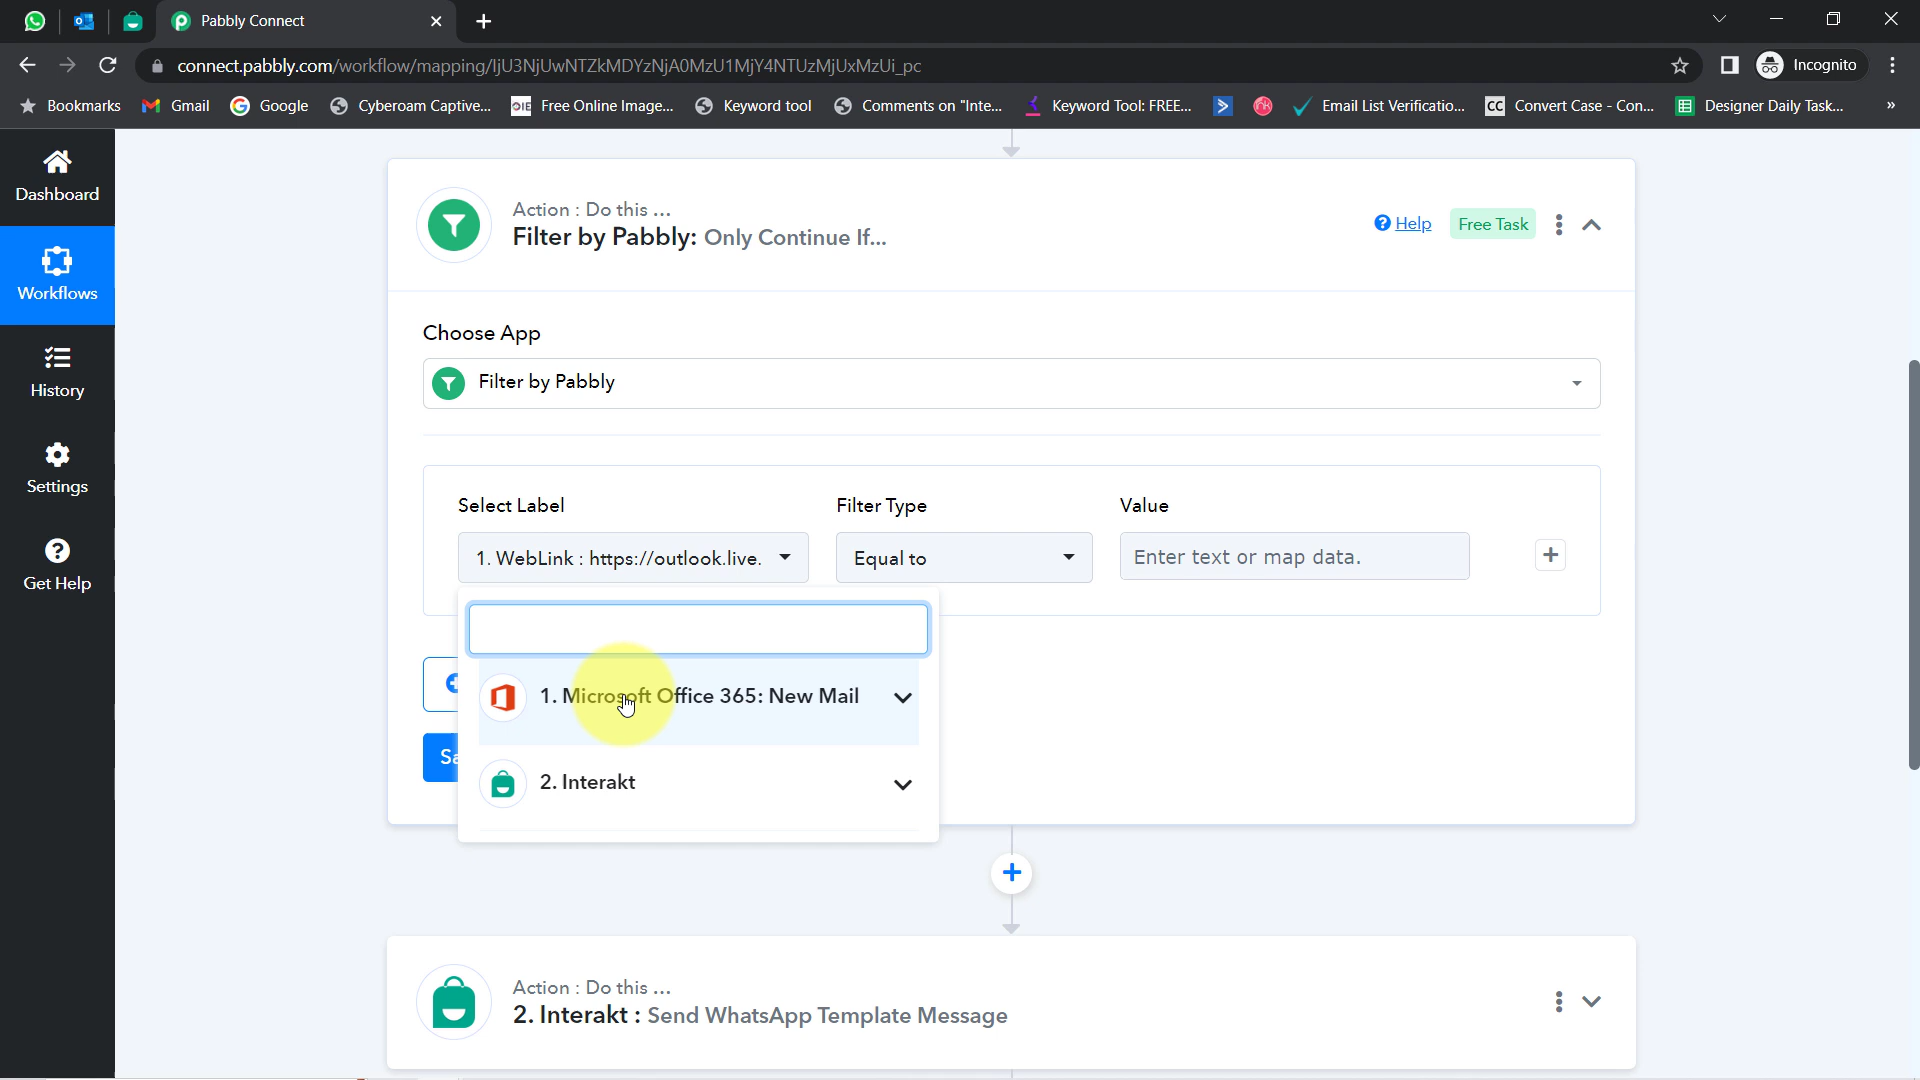 Pabbly Connect
connect.pabbly.com/workflow/mapping/IjU3NjUwNTZkMDYzNjA0MzU1MjY4NTUzMjUxMzUi_pc
Incognito
Bookmarks Gmail Google Cyberoam Captive... OIE Free Online Image... Keyword tool Comments on "Inte... Keyword Tool: FREE... Email List Verificatio... CC Convert Case - Con... Designer Daily Task... »
Dashboard
Workflows
History
Settings
Get Help
Action : Do this ...
Filter by Pabbly: Only Continue If...
Help
Free Task
Choose App
Filter by Pabbly
Select Label Filter Type Value
1. WebLink : https://outlook.live. Equal to Enter text or map data.
1. Microsoft Office 365: New Mail
2. Interakt
Action : Do this ...
2. Interakt : Send WhatsApp Template Message